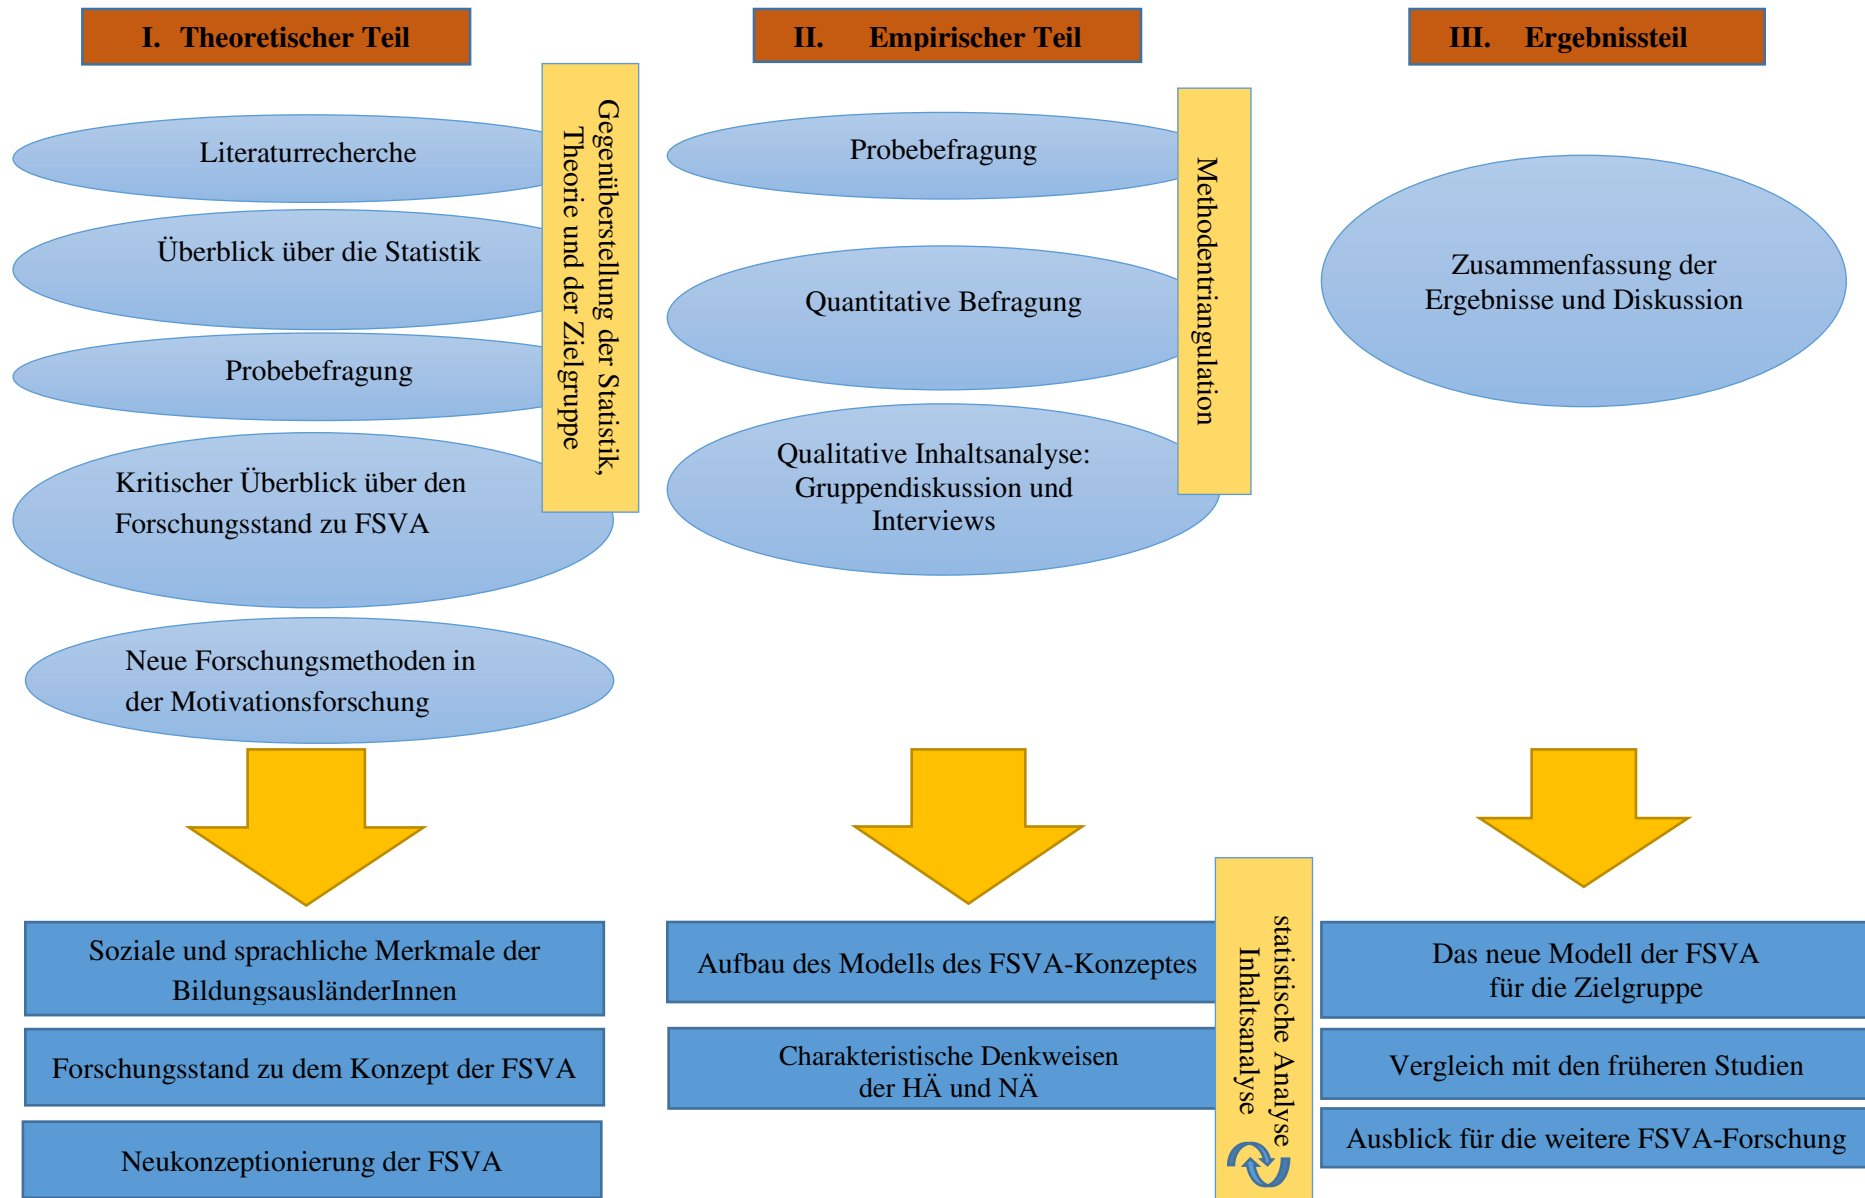 I. Theoretischer Teil
Literaturrecherche
Überblick über die Statistik
Probebefragung
Kritischer Überblick über den
Forschungsstand zu FSVA
Neue Forschungsmethoden in
der Motivationsforschung
Gegenüberstellung der Statistik,
Theorie und der Zielgruppe
Soziale und sprachliche Merkmale der
BildungsausländerInnen
Forschungsstand zu dem Konzept der FSVA
Neukonzeptionierung der FSVA
II. Empirischer Teil
Probebefragung
Quantitative Befragung
Qualitative Inhaltsanalyse:
Gruppendiskussion und
Interviews
Methodentriangulation
Aufbau des Modells des FSVA-Konzeptes
Charakteristische Denkweisen
der HÄ und NÄ
statistische Analyse
Inhaltsanalyse
III. Ergebnissteil
Zusammenfassung der
Ergebnisse und Diskussion
Das neue Modell der FSVA
für die Zielgruppe
Vergleich mit den früheren Studien
Ausblick für die weitere FSVA-Forschung